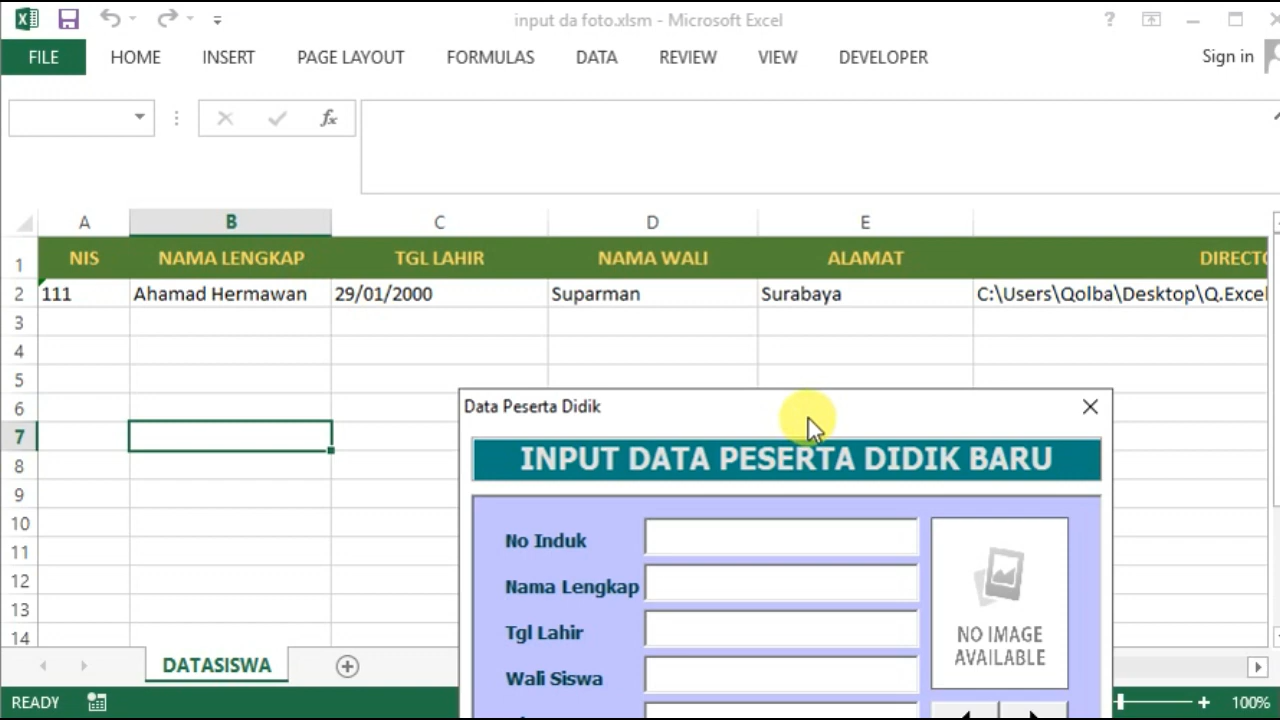 input da foto.xlsm - Microsoft Excel
?
FILE HOME INSERT PAGE LAYOUT FORMULAS DATA REVIEW VIEW DEVELOPER Sign in
fx
A B C D E
1 NIS NAMA LENGKAP TGL LAHIR NAMA WALI ALAMAT DIRECTO
2 111 Ahamad Hermawan 29/01/2000 Suparman Surabaya C:\Users\Qolba\Desktop\Q.Excel
3
4
5
6
7
8
9
10
11
12
13
14
Data Peserta Didik
INPUT DATA PESERTA DIDIK BARU
No Induk
Nama Lengkap
Tgl Lahir
Wali Siswa
NO IMAGE
AVAILABLE
DATASISWA
READY
100%